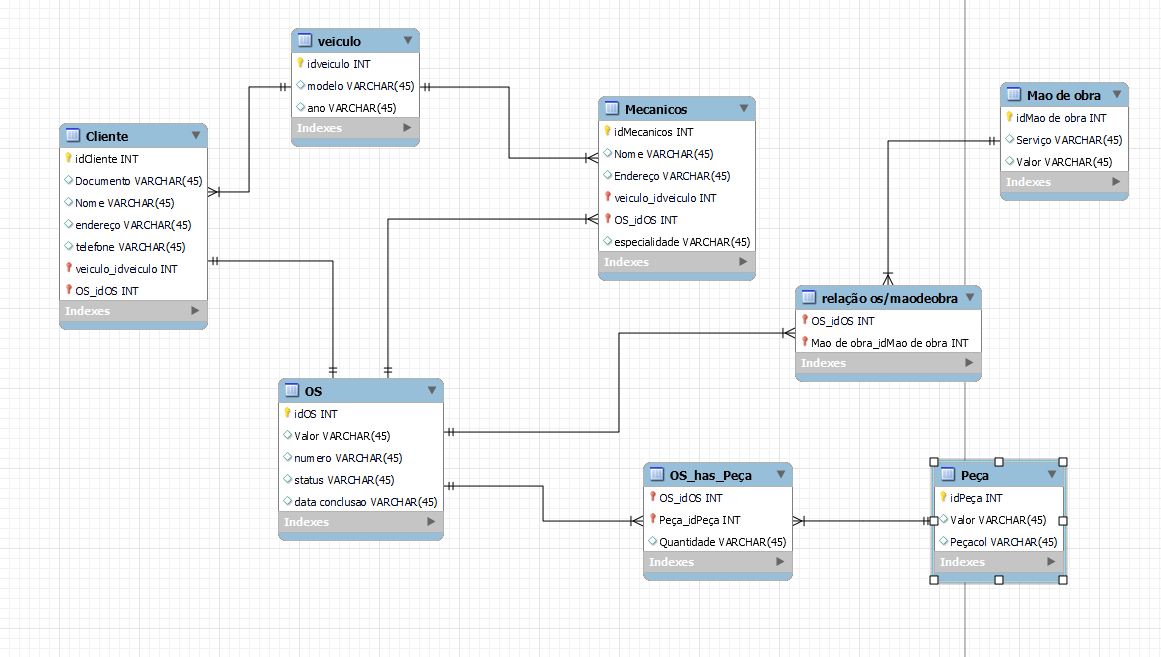 veiculo
idveiculo INT
modelo VARCHAR(45)
ano VARCHAR(45)
Indexes
Cliente
idCliente INT
Documento VARCHAR(45)
Nome VARCHAR(45)
endereço VARCHAR(45)
telefone VARCHAR(45)
veiculo_idveiculo INT
OS_idOS INT
Indexes
Mecanicos
idMecanicos INT
Nome VARCHAR(45)
Endereço VARCHAR(45)
veiculo_idveiculo INT
OS_idOS INT
especialidade VARCHAR(45)
Indexes
Mao de obra
idMao de obra INT
Serviço VARCHAR(45)
Valor VARCHAR(45)
Indexes
relação os/maodeobra
OS_idOS INT
Mao de obra_idMao de obra INT
Indexes
OS
idOS INT
Valor VARCHAR(45)
numero VARCHAR(45)
status VARCHAR(45)
data conclusao VARCHAR(45)
Indexes
OS_has_Peça
OS_idOS INT
Peça_idPeça INT
Quantidade VARCHAR(45)
Indexes
Peça
idPeça INT
Valor VARCHAR(45)
Peçacol VARCHAR(45)
Indexes